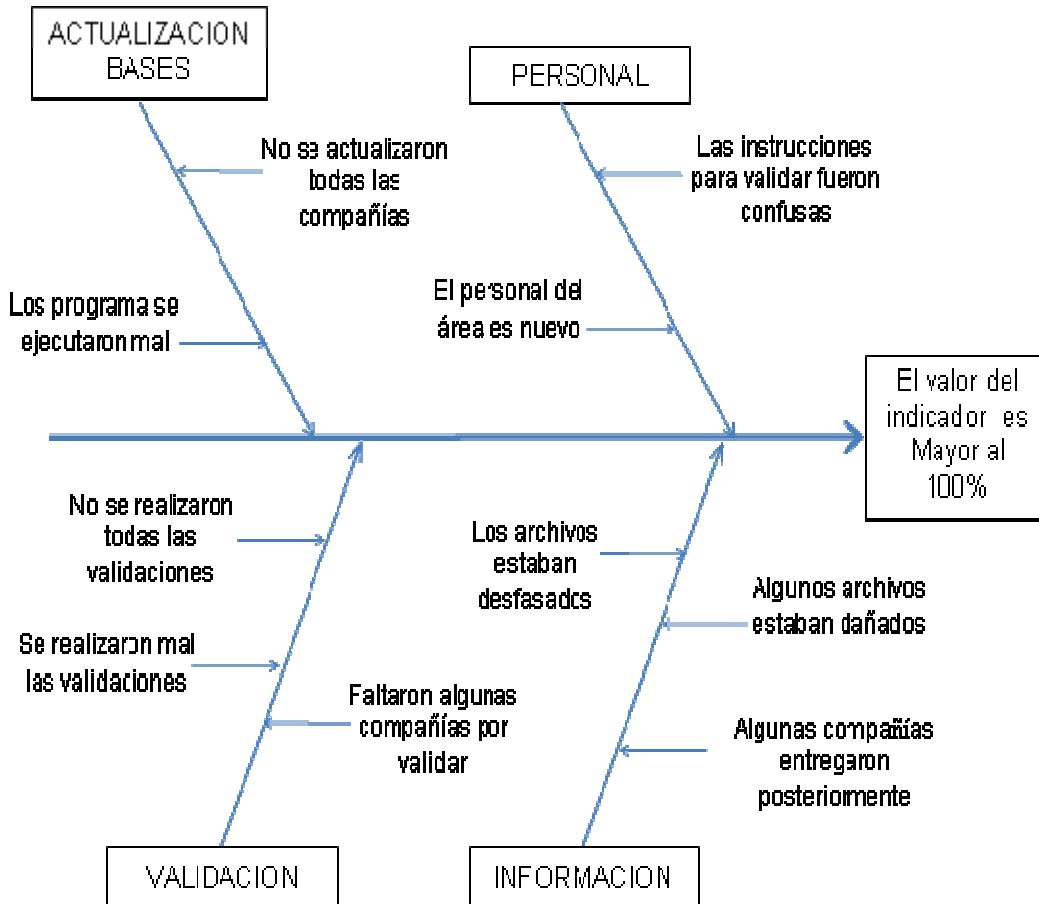 ACTUALIZACION
BASES
PERSONAL
No se actualizaron
todas las
compañías
Las instrucciones
para validar fueron
confusas
Los programa se
ejecutaron mal
El personal del
área es nuevo
El valor del
indicador es
Mayor al
100%
No se realizaron
todas las
validaciones
Los archivos
estaban
desfasados
Algunos archivos
estaban dañados
Se realizaron mal
las validaciones
Faltaron algunas
compañías por
validar
Algunas compañías
entregaron
posteriormente
VALIDACION
INFORMACION